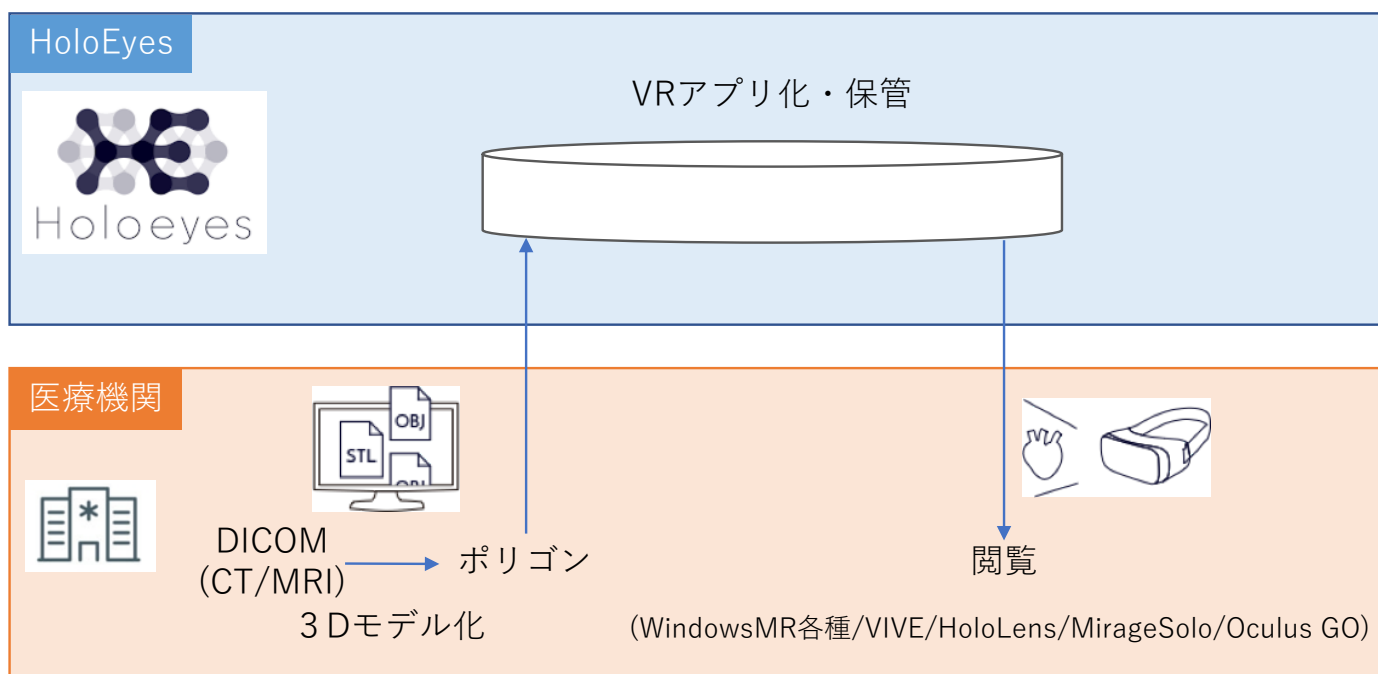 HoloEyes
VRアプリ化・保管
Holoeyes
医療機関
OBJ
STL
DICOM
(CT/MRI)
ポリゴン
閲覧
３Dモデル化
(WindowsMR各種/VIVE/HoloLens/MirageSolo/Oculus GO)